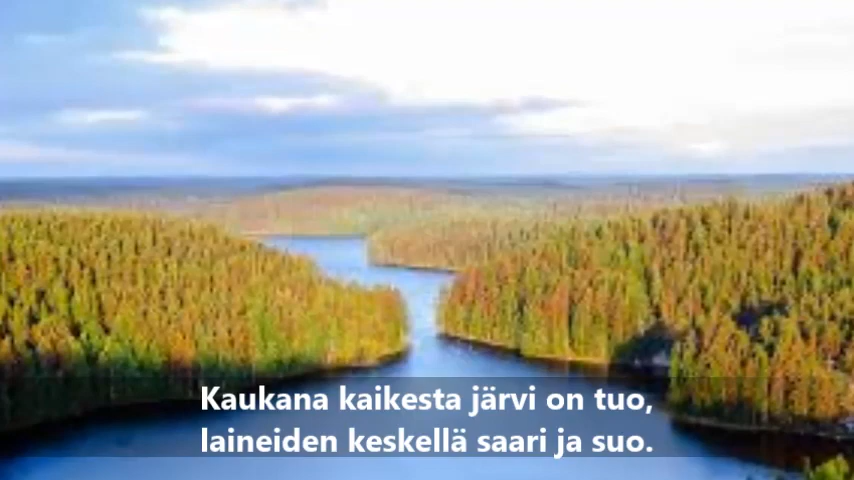 Kaukana kaikesta järvi on tuo,
laineiden keskellä saari ja suo.